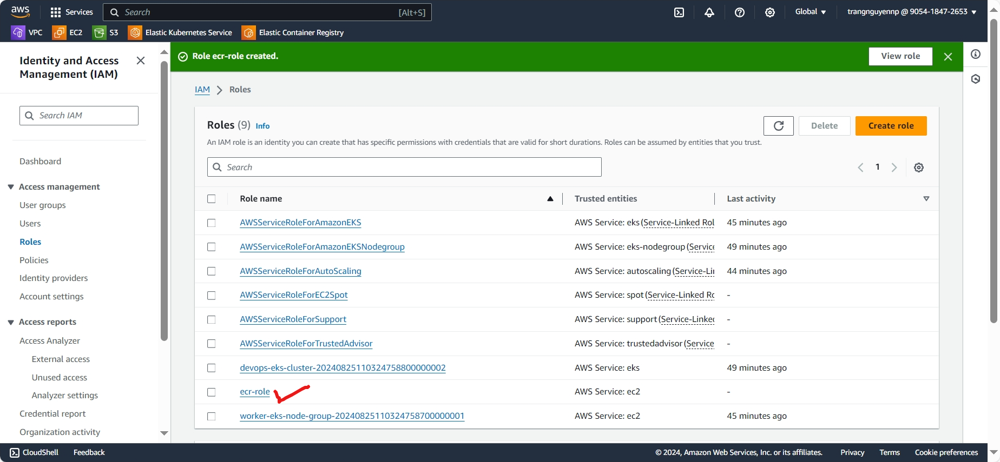 aws
Services
Search
[Alt+S]
Global
trangnguyennp @ 9054-1847-2653
VPC
EC2
S3
Elastic Kubernetes Service
Elastic Container Registry
Identity and Access
Management (IAM)
Search IAM
Dashboard
Access management
User groups
Users
Roles
Policies
Identity providers
Account settings
Access reports
Access Analyzer
External access
Unused access
Analyzer settings
Credential report
Organization activity
Role ecr-role created.
View role
IAM > Roles
Roles (9) Info
Delete
Create role
An IAM role is an identity you can create that has specific permissions with credentials that are valid for short durations. Roles can be assumed by entities that you trust.
Search
1
Role name Trusted entities Last activity
AWSServiceRoleForAmazonEKS AWS Service: eks (Service-Linked Rol 45 minutes ago
AWSServiceRoleForAmazonEKSNodegroup AWS Service: eks-nodegroup (Service 49 minutes ago
AWSServiceRoleForAutoScaling AWS Service: autoscaling (Service-Lin 44 minutes ago
AWSServiceRoleForEC2Spot AWS Service: spot (Service-Linked Ro -
AWSServiceRoleForSupport AWS Service: support (Service-Linked -
AWSServiceRoleForTrustedAdvisor AWS Service: trustedadvisor (Service -
devops-eks-cluster-20240825110324758800000002 AWS Service: eks 49 minutes ago
ecr-role AWS Service: ec2 -
worker-eks-node-group-20240825110324758700000001 AWS Service: ec2 45 minutes ago
CloudShell
Feedback
© 2024, Amazon Web Services, Inc. or its affiliates.
Privacy
Terms
Cookie preferences